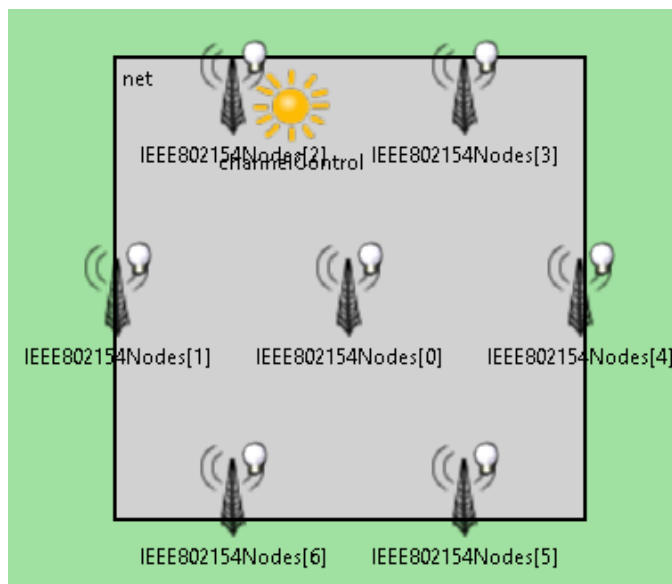 net
IEEE802154Nodes[2]
IEEE802154Nodes[3]
channelControl
IEEE802154Nodes[1]
IEEE802154Nodes[0]
IEEE802154Nodes[4]
IEEE802154Nodes[6]
IEEE802154Nodes[5]